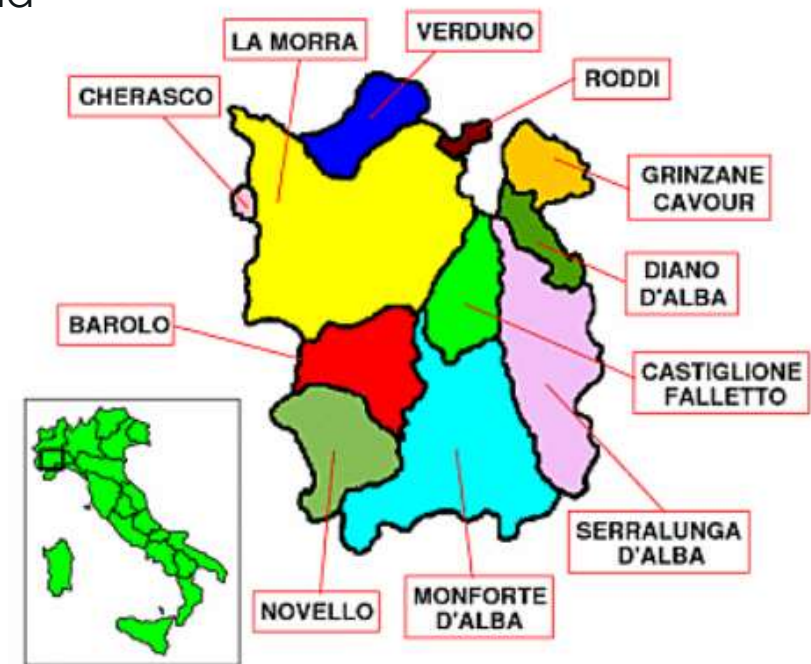 LA MORRA
VERDUNO
CHERASCO
RODDI
GRINZANE
CAVOUR
DIANO
D'ALBA
BAROLO
CASTIGLIONE
FALLETTO
SERRALUNGA
D'ALBA
NOVELLO
MONFORTE
D'ALBA